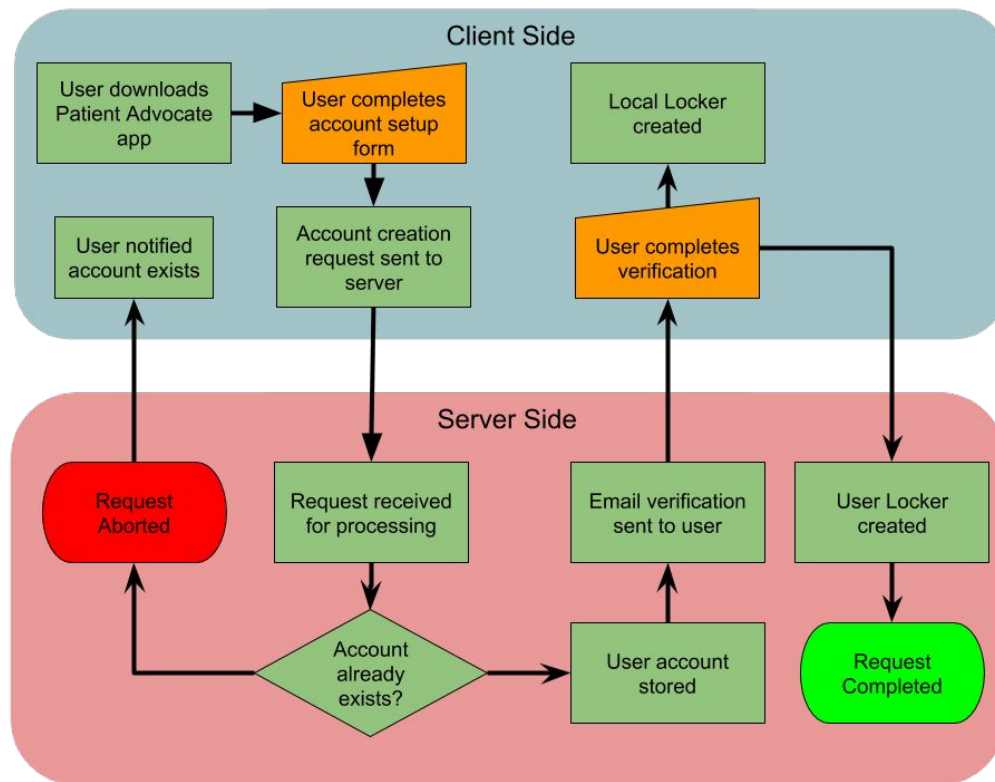 Client Side
User downloads
Patient Advocate
app
User completes
account setup
form
Local Locker
created
User notified
account exists
Account creation
request sent to
server
User completes
verification
Server Side
Request
Aborted
Request received
for processing
Email verification
sent to user
User Locker
created
Account
already
exists?
User account
stored
Request
Completed